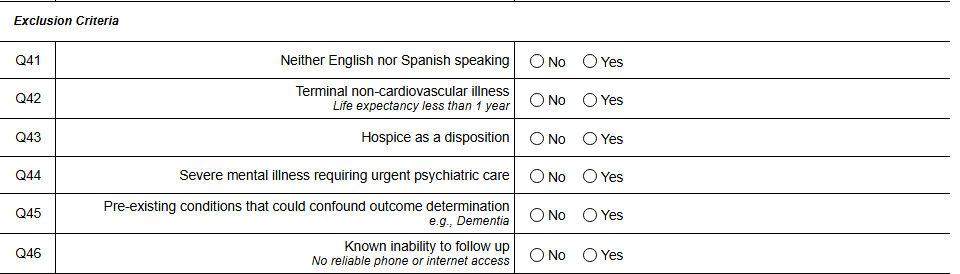 Exclusion Criteria
Q41 Neither English nor Spanish speaking No Yes
Q42 Terminal non-cardiovascular illness No Yes
Life expectancy less than 1 year
Q43 Hospice as a disposition No Yes
Q44 Severe mental illness requiring urgent psychiatric care No Yes
Q45 Pre-existing conditions that could confound outcome determination No Yes
e.g., Dementia
Q46 Known inability to follow up No Yes
No reliable phone or internet access